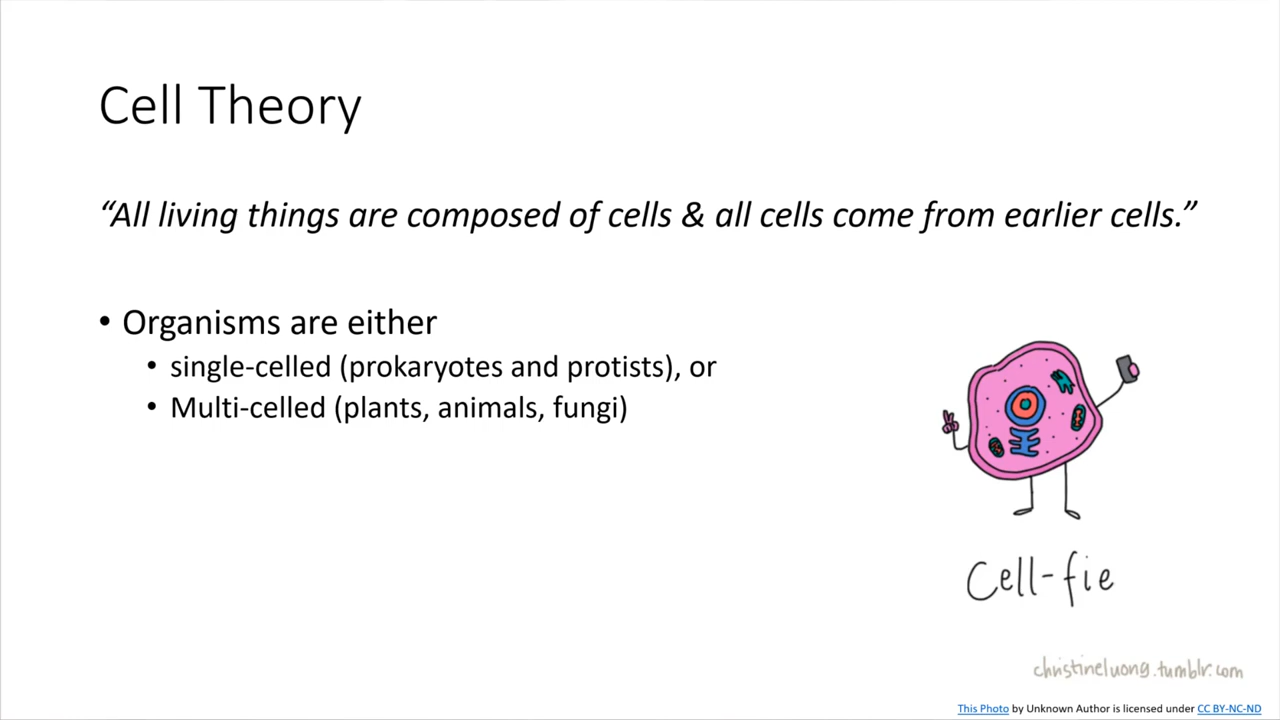 Cell Theory
“All living things are composed of cells & all cells come from earlier cells.”
• Organisms are either
• single-celled (prokaryotes and protists), or
• Multi-celled (plants, animals, fungi)
Cell-fie
christineluong.tumblr.com
This Photo by Unknown Author is licensed under CC BY-NC-ND